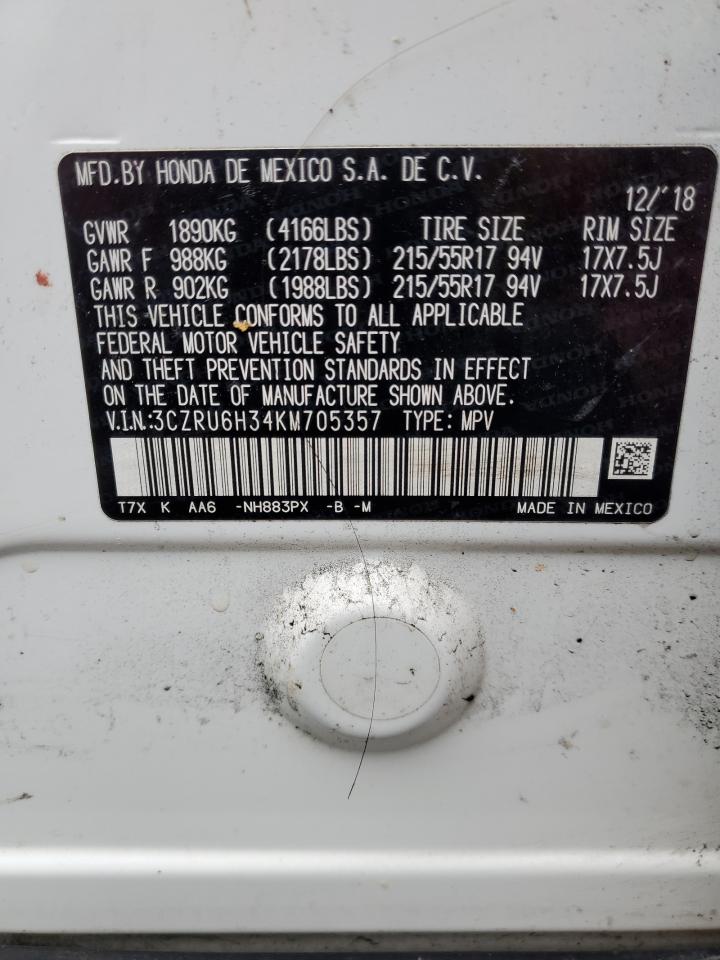 MFD.BY HONDA DE MEXICO S.A. DE C.V.
12/'18
GVWR 1890KG (4166LBS) TIRE SIZE RIM SIZE
GAWR F 988KG (2178LBS) 215/55R17 94V 17X7.5J
GAWR R 902KG (1988LBS) 215/55R17 94V 17X7.5J
THIS VEHICLE CONFORMS TO ALL APPLICABLE
FEDERAL MOTOR VEHICLE SAFETY
AND THEFT PREVENTION STANDARDS IN EFFECT
ON THE DATE OF MANUFACTURE SHOWN ABOVE.
V.I.N.:3CZRU6H34KM705357 TYPE: MPV
T7X K AA6 -NH883PX -B -M MADE IN MEXICO